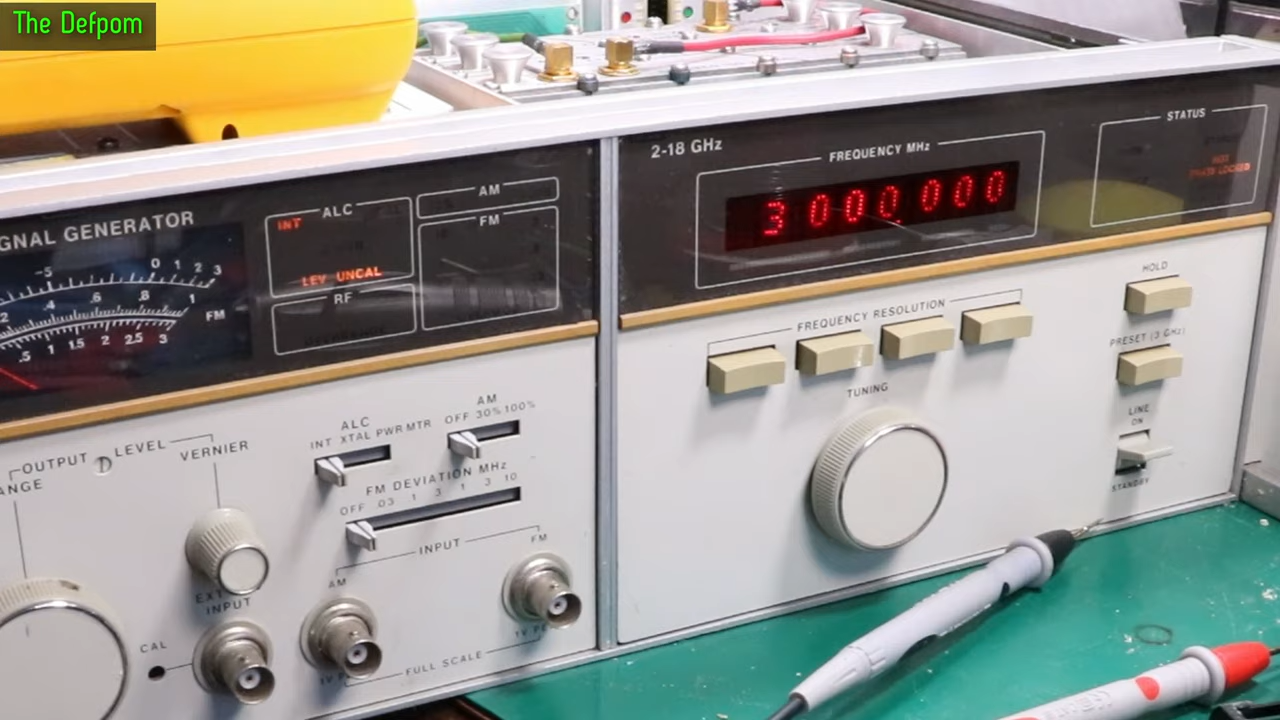 The Defpom
GNAL GENERATOR
-5 0 1 2 3
2 .4 .6 .8 1
FM
.5 1 1.5 2 2.5 3
ALC
INT
LEV UNCAL
RF
AM
FM
2-18 GHz
FREQUENCY MHz
3000000
STATUS
NOT
PHASE LOCKED
FREQUENCY RESOLUTION
TUNING
HOLD
PRESET (3 GHz)
LINE
ON
STANDBY
OUTPUT LEVEL
ANGE
VERNIER
ALC
INT XTAL PWR MTR
AM
OFF 30% 100%
FM DEVIATION MHz
OFF .03 .1 .3 1 3 10
INPUT
AM
FM
EXT
INPUT
CAL
FULL SCALE